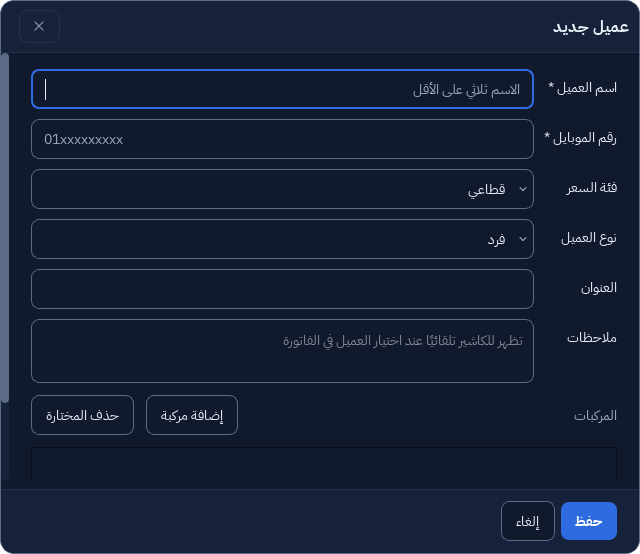 عميل جديد ×
اسم العميل *
الاسم ثلاثي على الأقل
رقم الموبايل *
01xxxxxxxxx
فئة السعر
قطاعي
نوع العميل
فرد
العنوان
ملاحظات
تظهر للكاشير تلقائيًا عند اختيار العميل في الفاتورة
المركبات
إضافة مركبة
حذف المختارة
حفظ
إلغاء